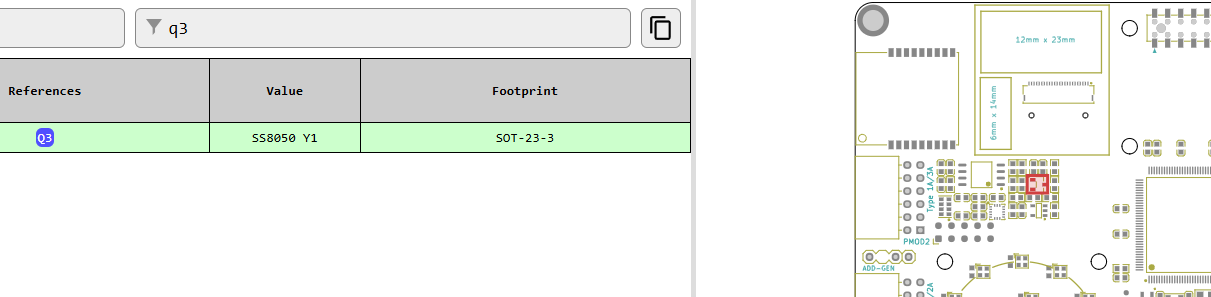 q3
References
Value
Footprint
Q3
SS8050 Y1
SOT-23-3
12mm x 23mm
6mm x 14mm
Type 1A/3A
PMOD2
ADD-GEN
/2A